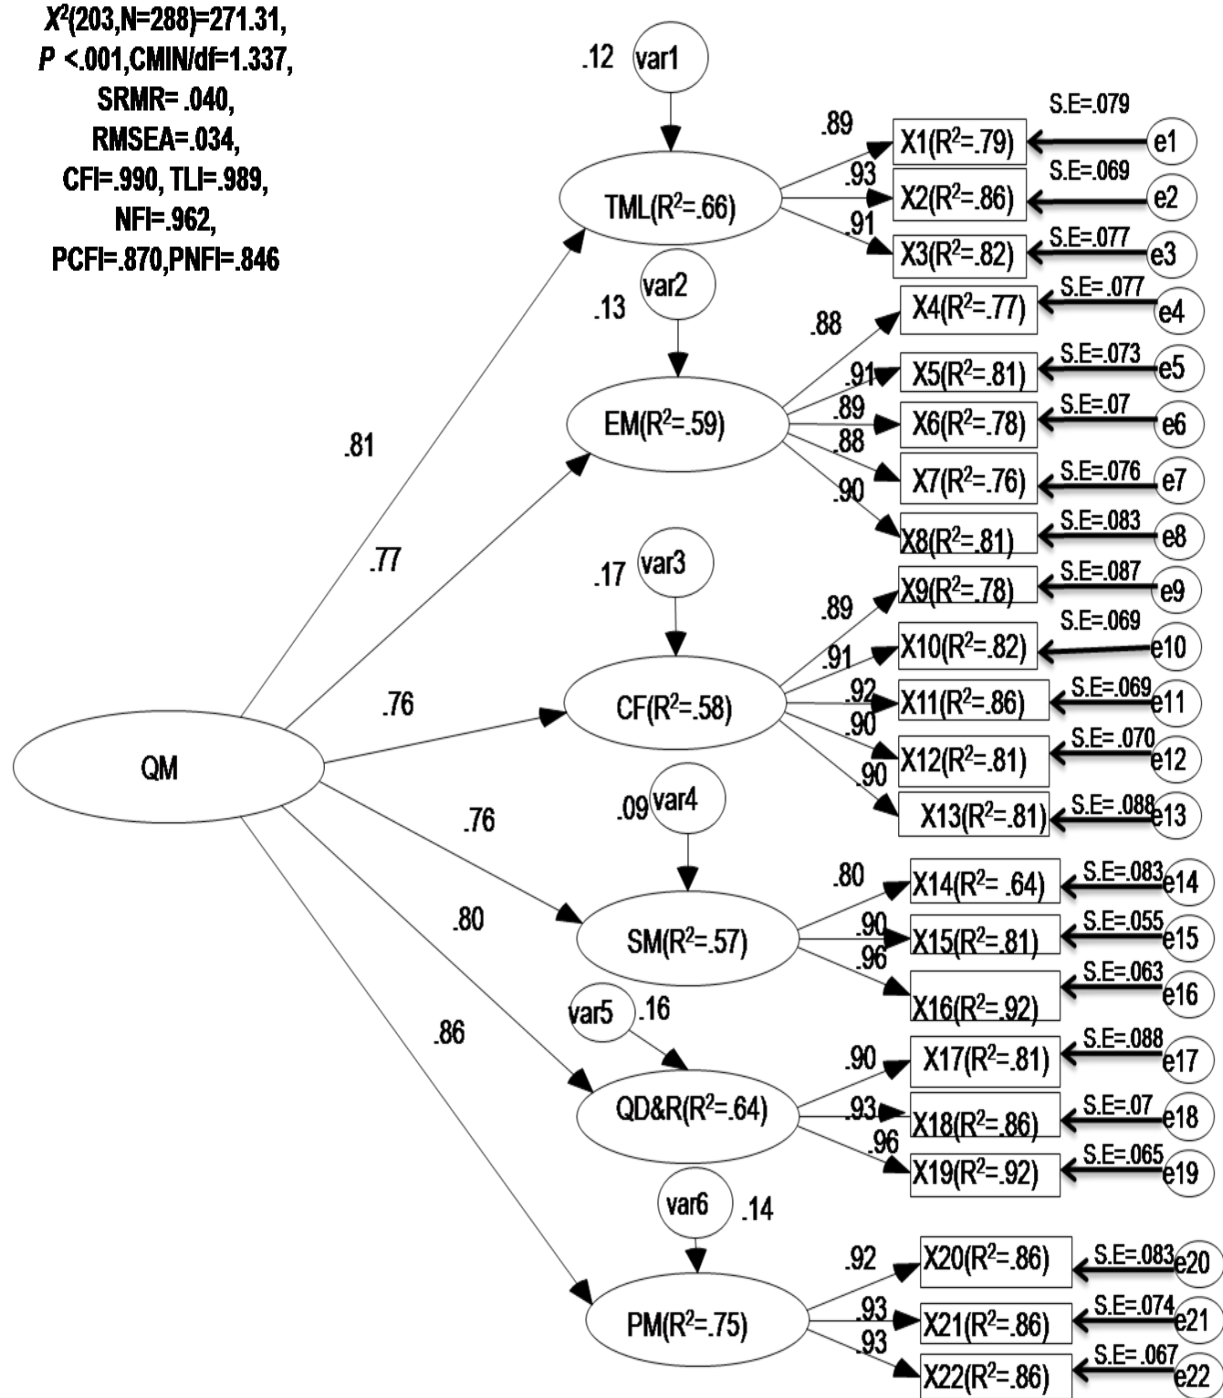 X²(203,N=288)=271.31,
P <.001,CMIN/df=1.337,
SRMR= .040,
RMSEA=.034,
CFI=.990, TLI=.989,
NFI=.962,
PCFI=.870,PNFI=.846
.12
var1
TML(R²=.66)
.89
.93
.91
X1(R²=.79)
S.E=.079
e1
X2(R²=.86)
S.E=.069
e2
X3(R²=.82)
S.E=.077
e3
.13
var2
EM(R²=.59)
.88
.91
.89
.88
.90
X4(R²=.77)
S.E=.077
e4
X5(R²=.81)
S.E=.073
e5
X6(R²=.78)
S.E=.07
e6
X7(R²=.76)
S.E=.076
e7
X8(R²=.81)
S.E=.083
e8
.81
.77
.76
.76
.80
.86
QM
.17
var3
CF(R²=.58)
.89
.91
.92
.90
.90
X9(R²=.78)
S.E=.087
e9
X10(R²=.82)
S.E=.069
e10
X11(R²=.86)
S.E=.069
e11
X12(R²=.81)
S.E=.070
e12
X13(R²=.81)
S.E=.088
e13
.09
var4
SM(R²=.57)
.80
.90
.96
X14(R²= .64)
S.E=.083
e14
X15(R²=.81)
S.E=.055
e15
X16(R²=.92)
S.E=.063
e16
var5
.16
QD&R(R²=.64)
.90
.93
.96
X17(R²=.81)
S.E=.088
e17
X18(R²=.86)
S.E=.07
e18
X19(R²=.92)
S.E=.065
e19
var6
.14
PM(R²=.75)
.92
.93
.93
X20(R²=.86)
S.E=.083
e20
X21(R²=.86)
S.E=.074
e21
X22(R²=.86)
S.E=.067
e22